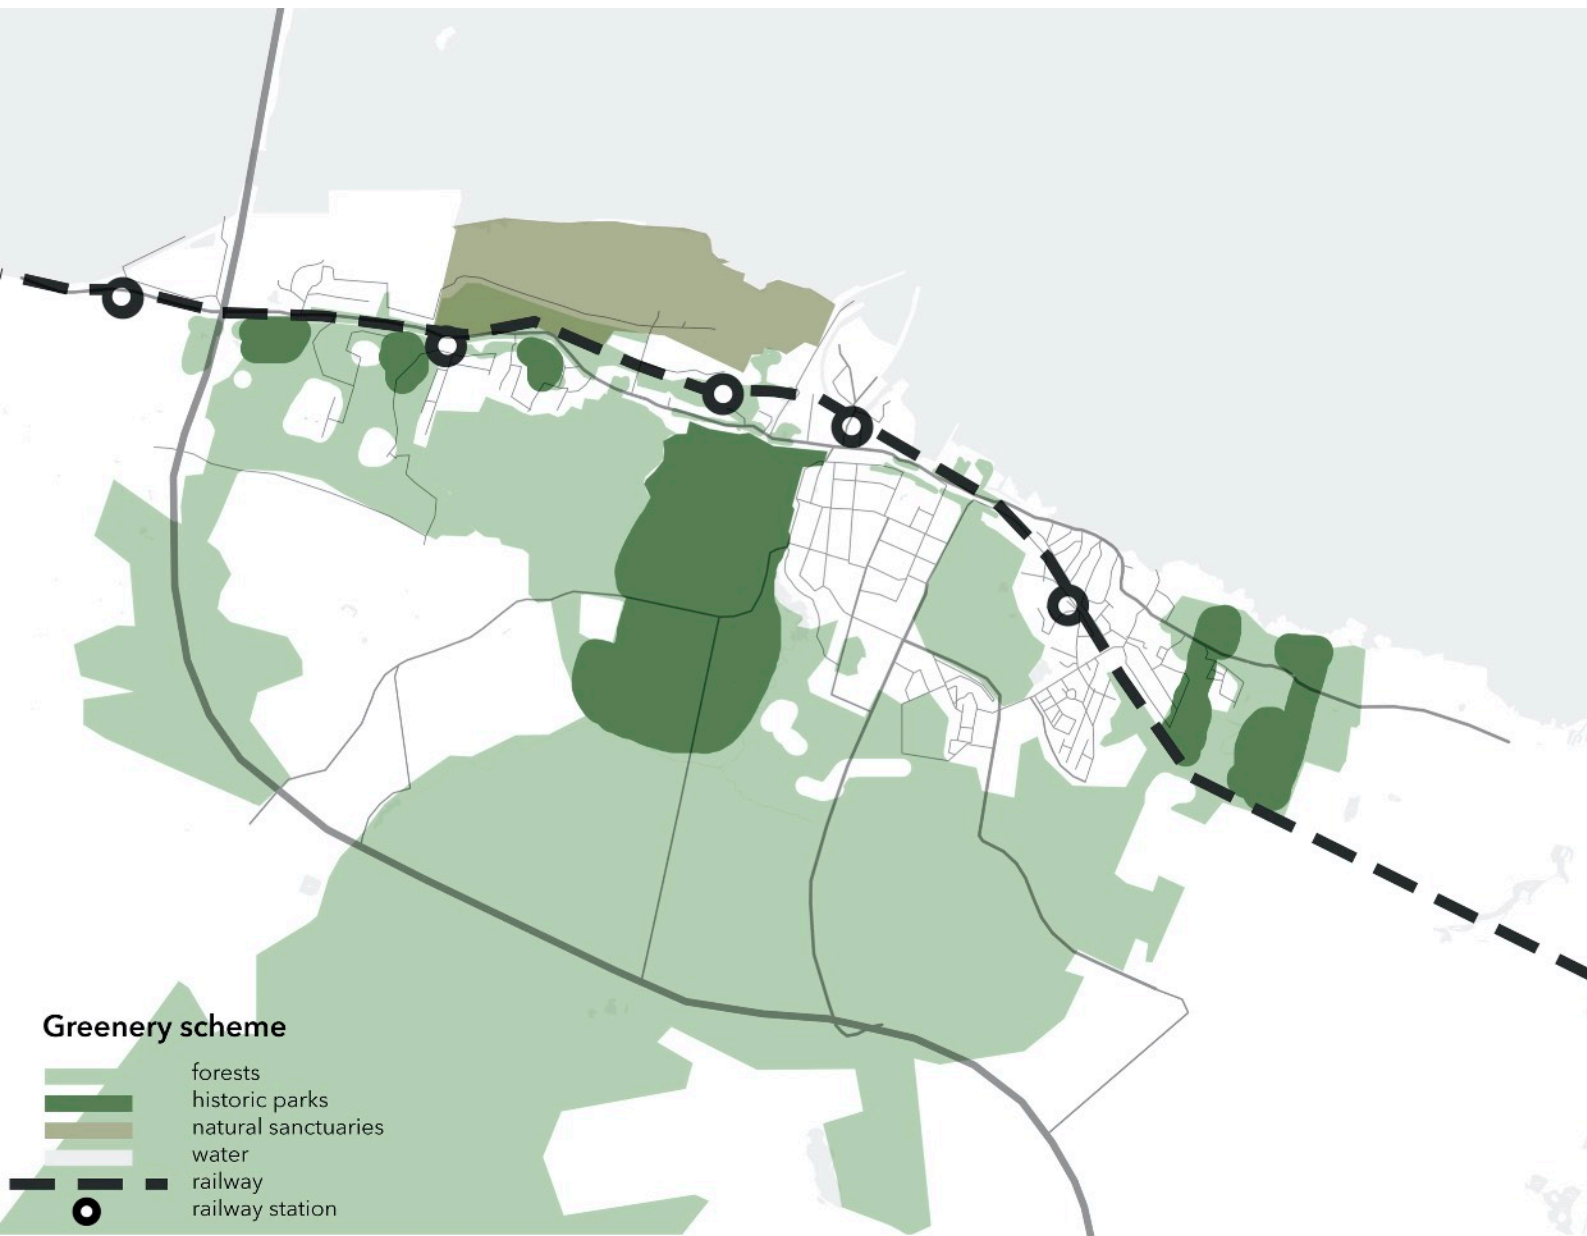 Greenery scheme
forests
historic parks
natural sanctuaries
water
railway
railway station